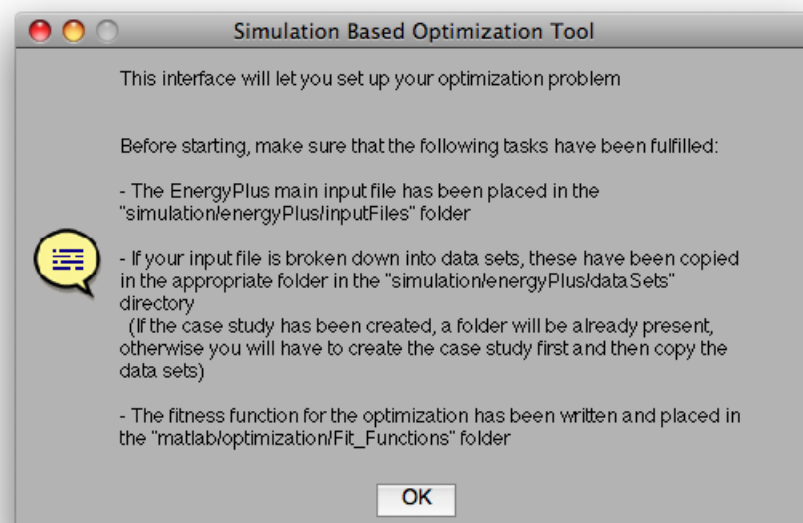 Simulation Based Optimization Tool
This interface will let you set up your optimization problem
Before starting, make sure that the following tasks have been fulfilled:
- The EnergyPlus main input file has been placed in the
"simulation/energyPlus/inputFiles" folder
- If your input file is broken down into data sets, these have been copied
in the appropriate folder in the "simulation/energyPlus/dataSets"
directory
(If the case study has been created, a folder will be already present,
otherwise you will have to create the case study first and then copy the
data sets)
- The fitness function for the optimization has been written and placed in
the "matlab/optimization/Fit_Functions" folder
OK